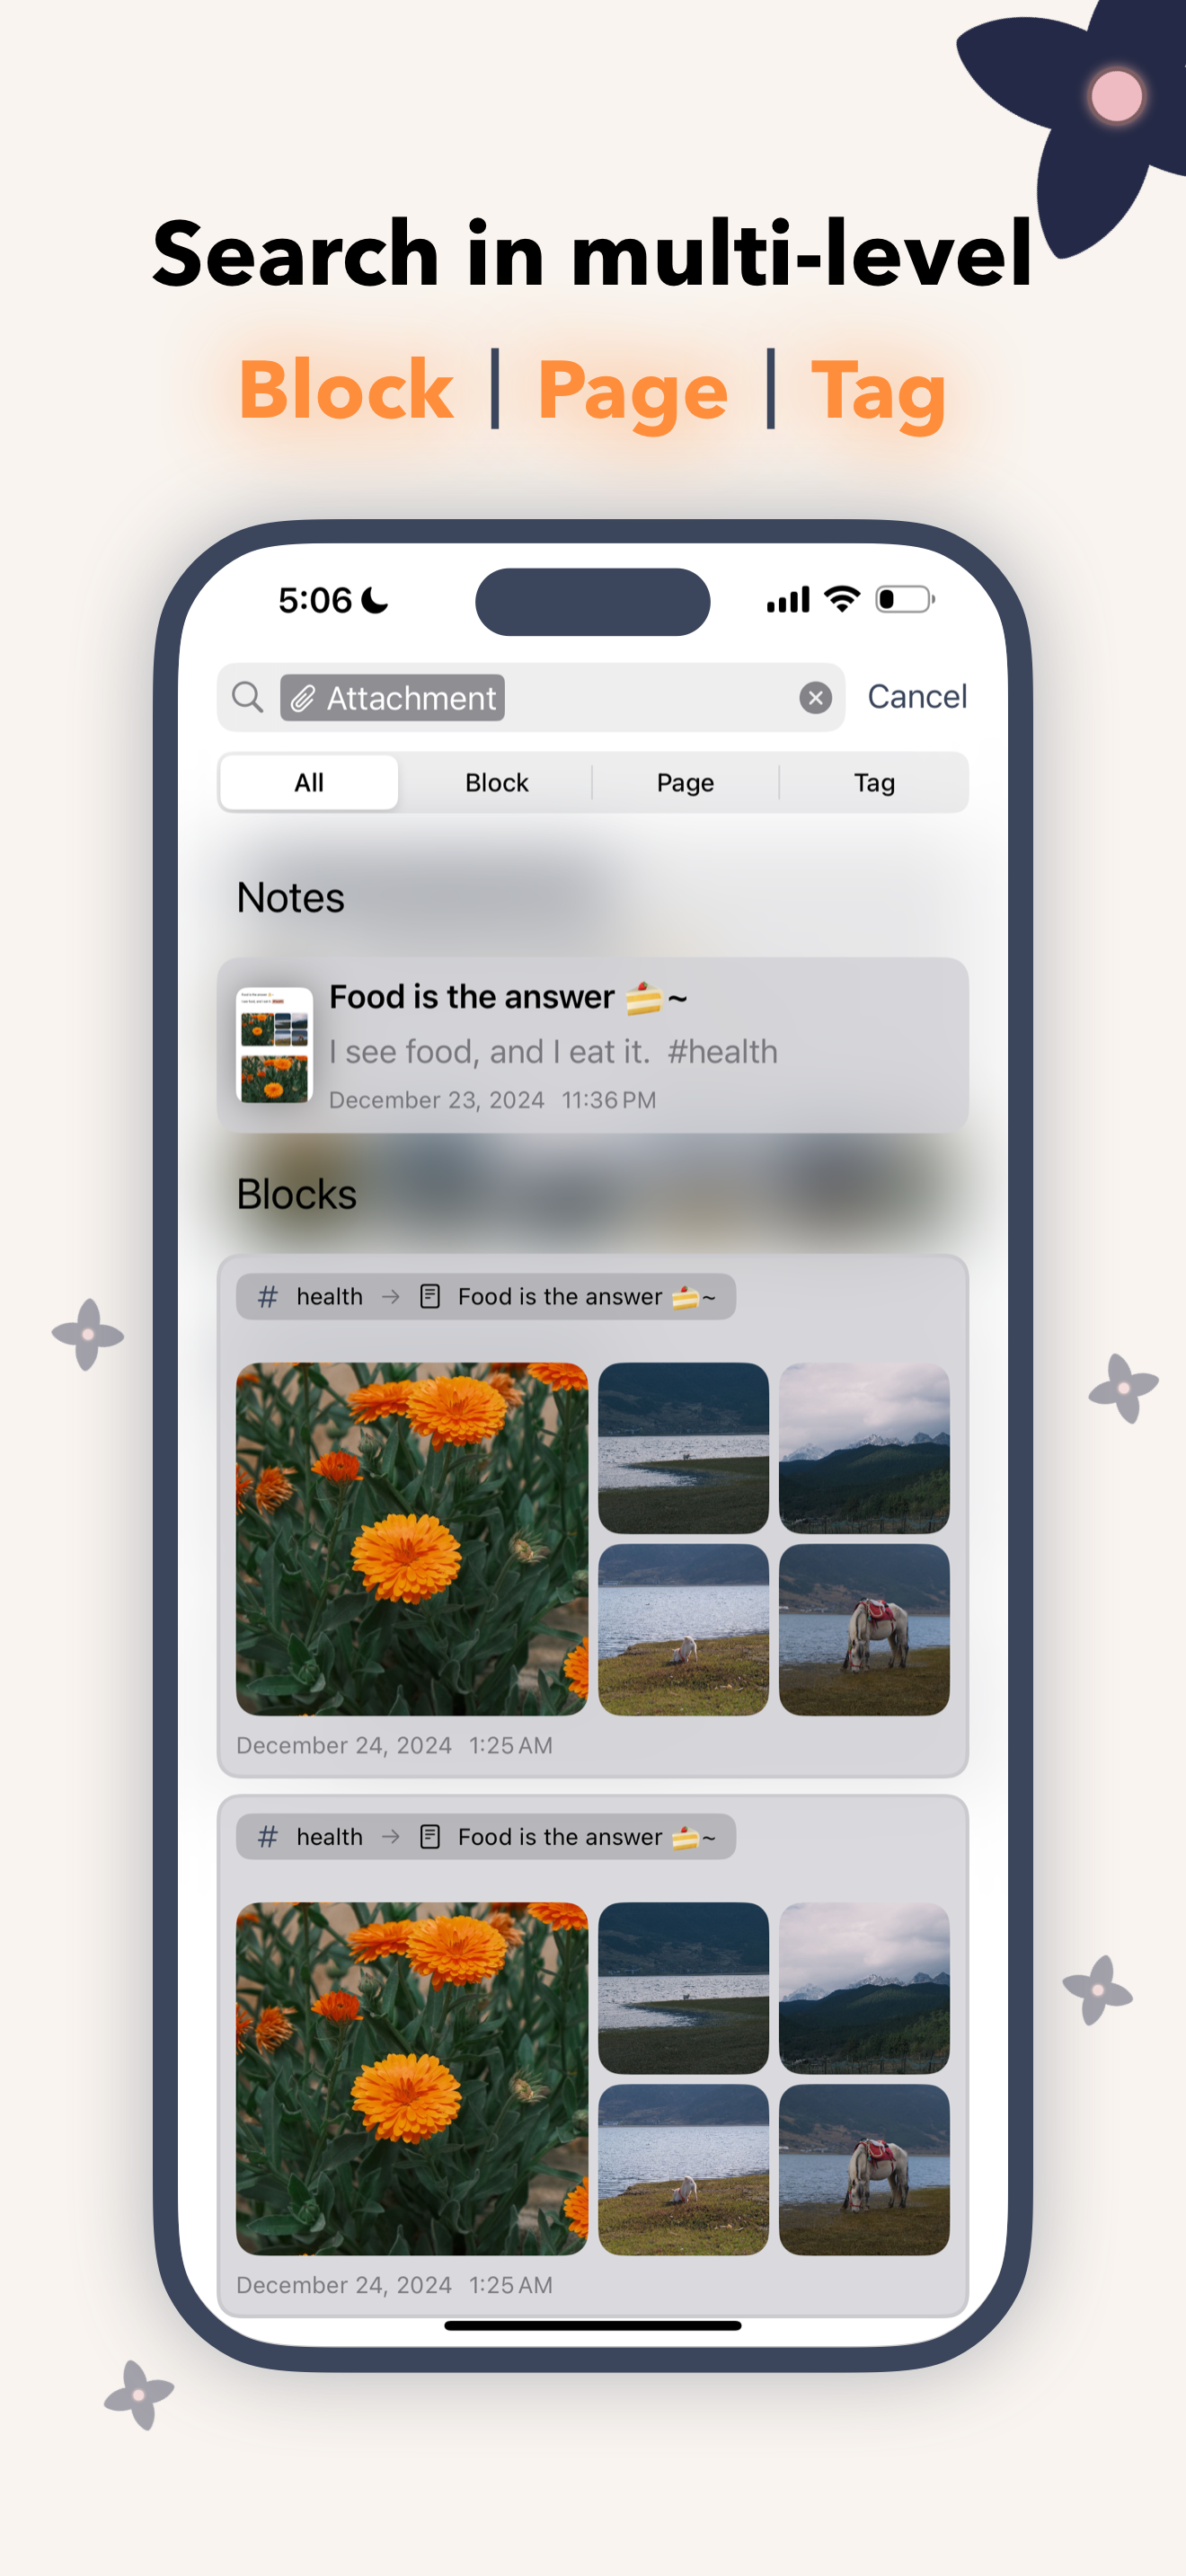 Search in multi-level
Block | Page | Tag
5:06
Attachment
Cancel
All
Block
Page
Tag
Notes
Food is the answer 🍰~
I see food, and I eat it. #health
December 23, 2024 11:36 PM
Blocks
# health → Food is the answer 🍰~
December 24, 2024 1:25 AM
# health → Food is the answer 🍰~
December 24, 2024 1:25 AM